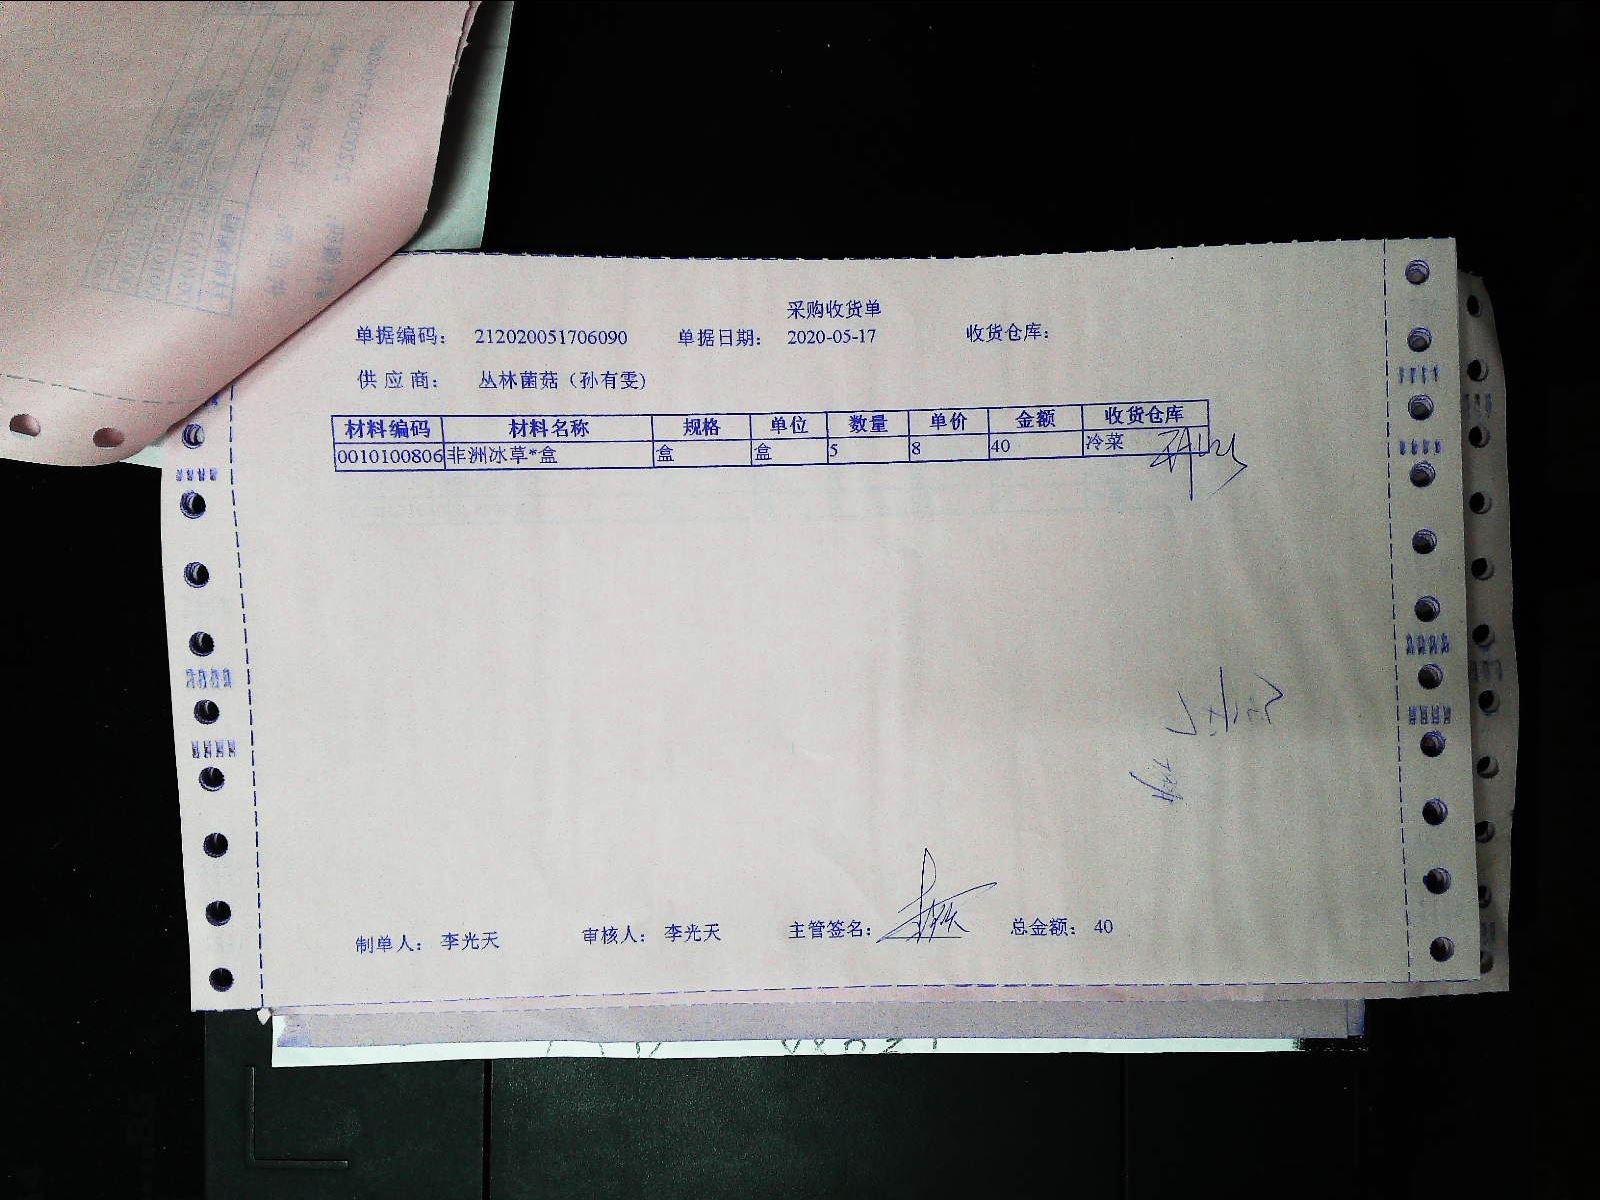 采购收货单
单据编码： 212020051706090 单据日期： 2020-05-17 收货仓库：
供 应 商： 丛林菌菇（孙有雯）
材料编码 材料名称 规格 单位 数量 单价 金额 收货仓库
0010100806 非洲冰草*盒 盒 盒 5 8 40 冷菜
制单人： 李光天 审核人： 李光天 主管签名： 总金额： 40